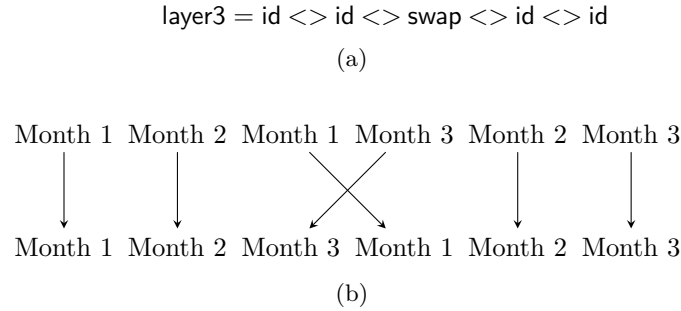 layer3 = id <> id <> swap <> id <> id
(a)
Month 1 Month 2 Month 1 Month 3 Month 2 Month 3
Month 1 Month 2 Month 3 Month 1 Month 2 Month 3
(b)